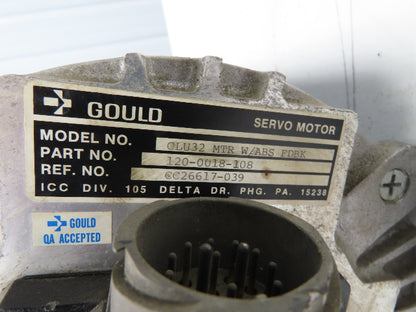 GOULD
SERVO MOTOR
MODEL NO. OLU32 MTR W/ABS FDBK
PART NO. 120-0018-108
REF. NO. CC26617-039
ICC DIV. 105 DELTA DR. PHG. PA. 15238
GOULD
QA ACCEPTED